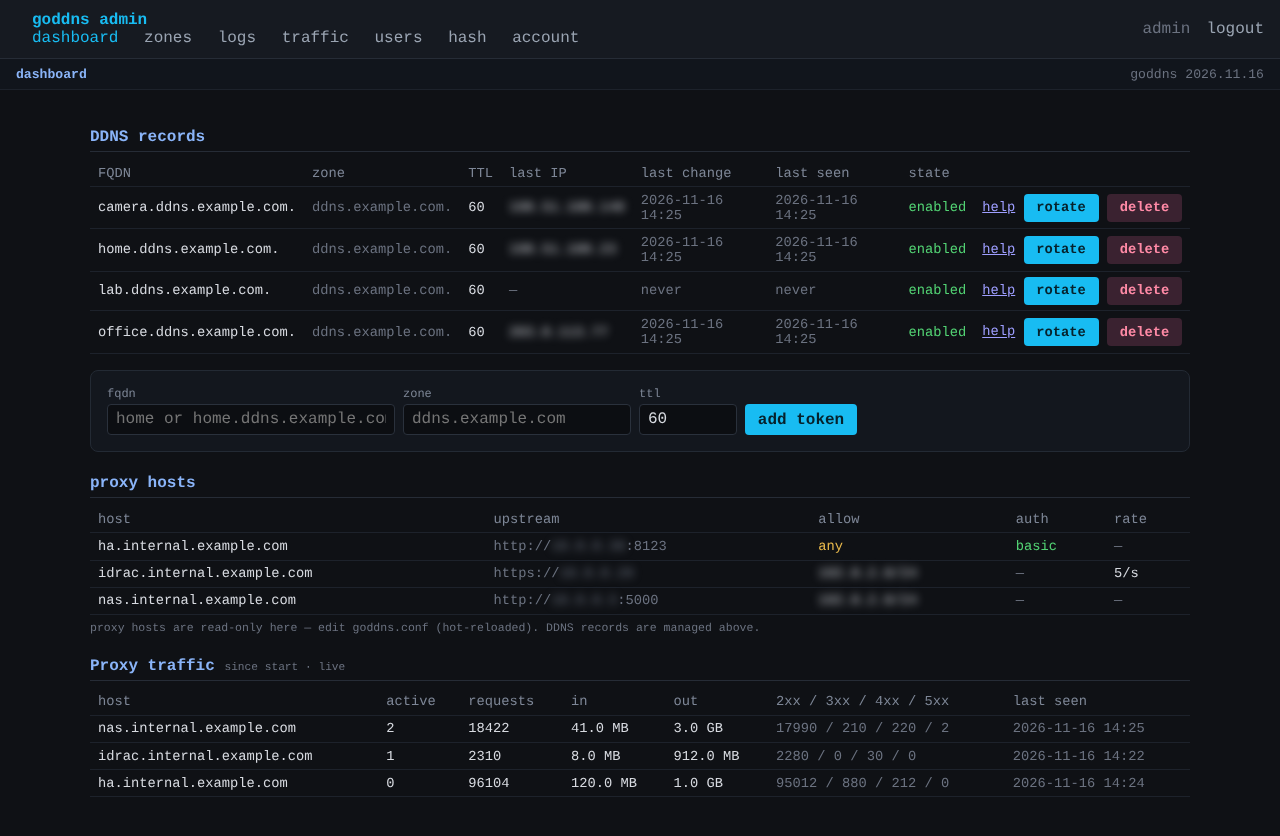 goddns admin
dashboard zones logs traffic users hash account admin logout
dashboard goddns 2026.11.16
DDNS records
FQDN zone TTL last IP last change last seen state
camera.ddns.example.com. ddns.example.com. 60 2026-11-16 14:25 2026-11-16 14:25 enabled help rotate delete
home.ddns.example.com. ddns.example.com. 60 2026-11-16 14:25 2026-11-16 14:25 enabled help rotate delete
lab.ddns.example.com. ddns.example.com. 60 — never never enabled help rotate delete
office.ddns.example.com. ddns.example.com. 60 2026-11-16 14:25 2026-11-16 14:25 enabled help rotate delete
fqdn zone ttl
home or home.ddns.example.co ddns.example.com 60 add token
proxy hosts
host upstream allow auth rate
ha.internal.example.com http:// :8123 any basic —
idrac.internal.example.com https:// — 5/s
nas.internal.example.com http:// :5000 — —
proxy hosts are read-only here — edit goddns.conf (hot-reloaded). DDNS records are managed above.
Proxy traffic since start · live
host active requests in out 2xx / 3xx / 4xx / 5xx last seen
nas.internal.example.com 2 18422 41.0 MB 3.0 GB 17990 / 210 / 220 / 2 2026-11-16 14:25
idrac.internal.example.com 1 2310 8.0 MB 912.0 MB 2280 / 0 / 30 / 0 2026-11-16 14:22
ha.internal.example.com 0 96104 120.0 MB 1.0 GB 95012 / 880 / 212 / 0 2026-11-16 14:24